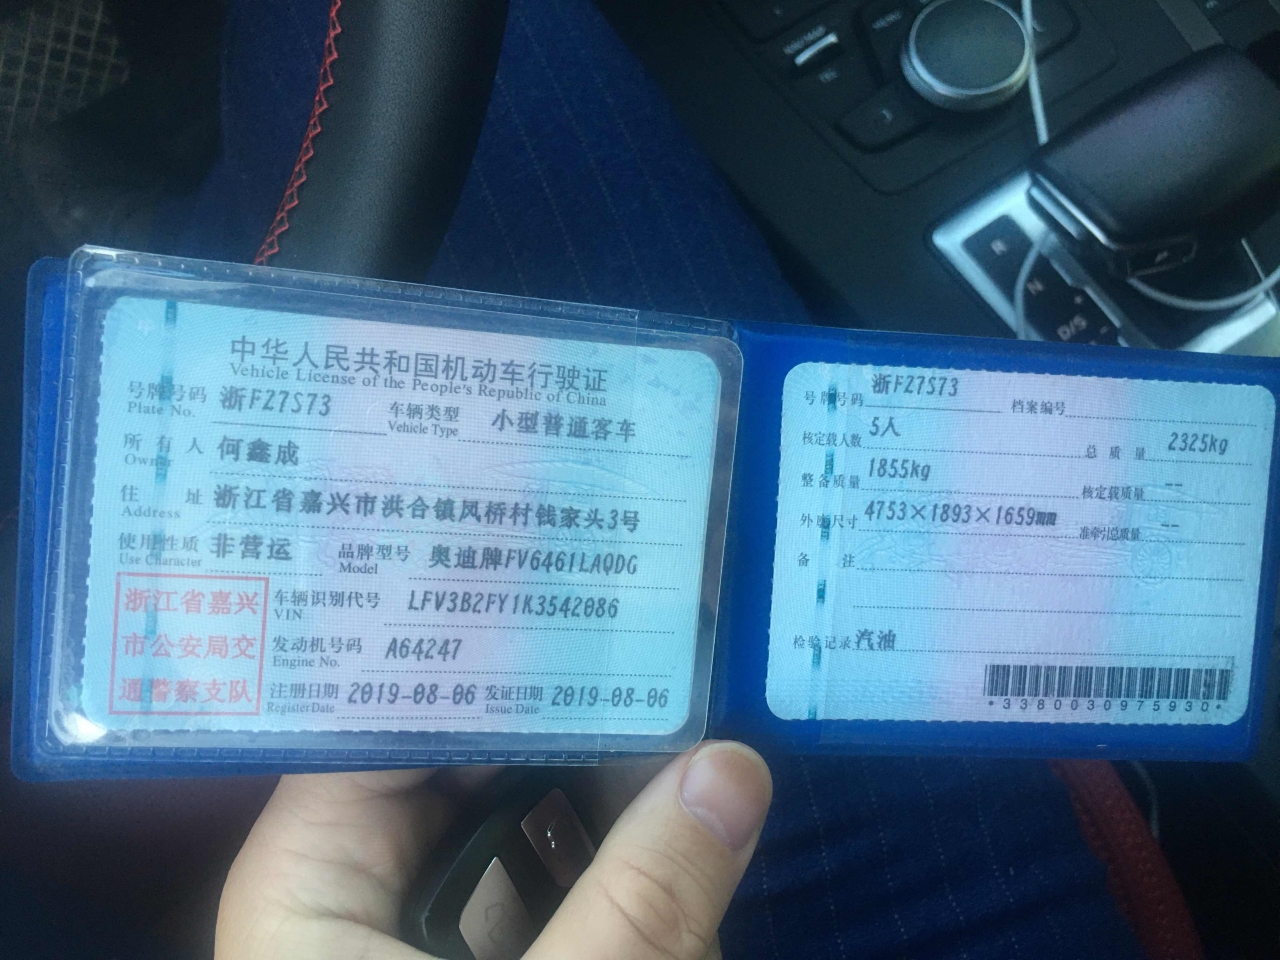 中华人民共和国机动车行驶证
Vehicle License of the People's Republic of China
号牌号码 浙FZ7S73 车辆类型 小型普通客车
Plate No. Vehicle Type
所有人 何鑫成
Owner
住址 浙江省嘉兴市洪合镇凤桥村钱家头3号
Address
使用性质 非营运 品牌型号 奥迪牌FV6461LAQDG
Use Character Model
浙江省嘉兴
市公安局交
通警察支队
车辆识别代号 LFV3B2FY1K3542086
VIN
发动机号码 A64247
Engine No.
注册日期 2019-08-06 发证日期 2019-08-06
Register Date Issue Date
号牌号码 浙FZ7S73 档案编号
核定载人数 5人 总质量 2325kg
整备质量 1855kg 核定载质量 --
外廓尺寸 4753×1893×1659mm 准牵引总质量 --
备注
检验记录 汽油
*3380030975930*
R
N
D/S